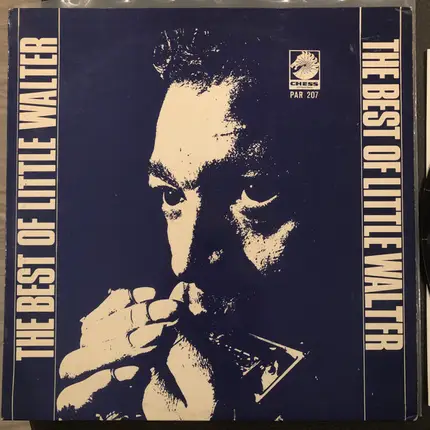 THE BEST OF LITTLE WALTER
CHESS
PAR 207
THE BEST OF LITTLE WALTER